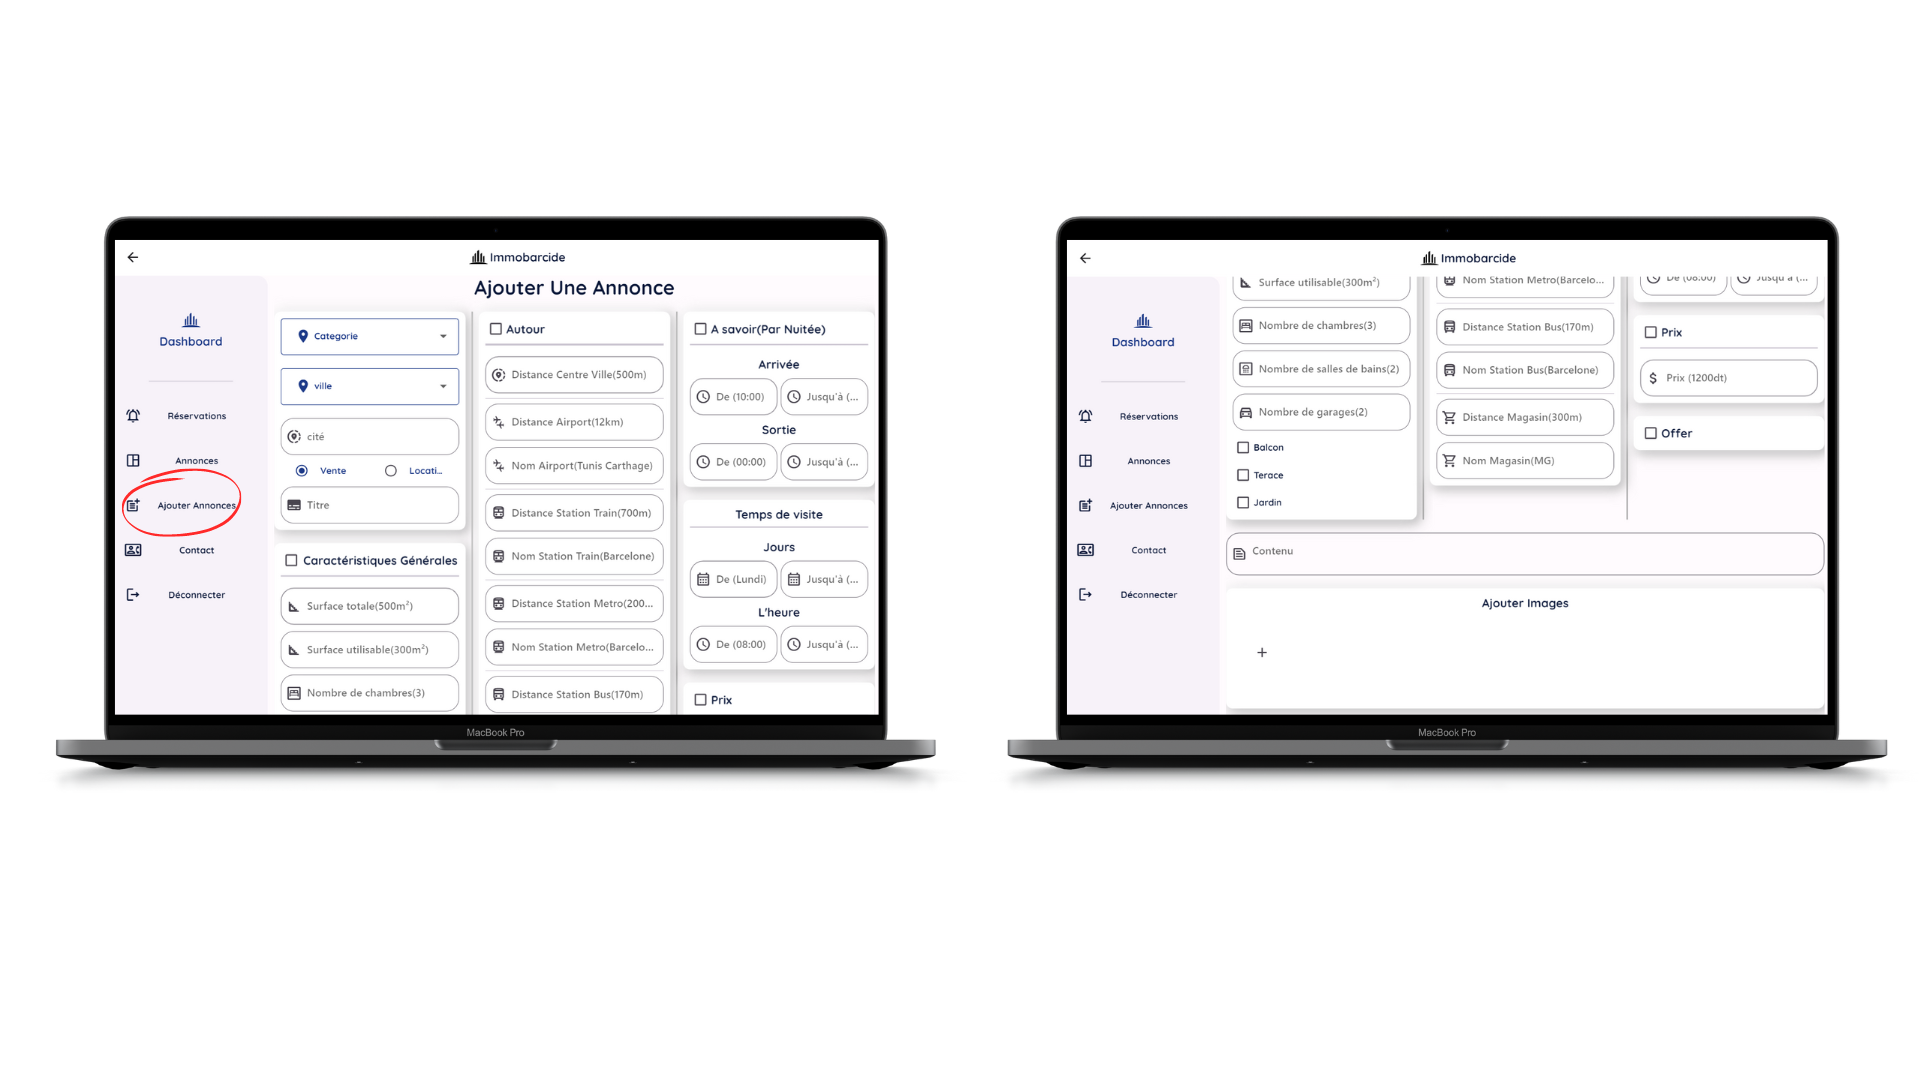 Immobarcide
Dashboard
Réservations
Annonces
Ajouter Annonces
Contact
Déconnecter
Ajouter Une Annonce
Categorie
ville
cité
Vente
Locati...
Titre
Caractéristiques Générales
Surface totale(500m²)
Surface utilisable(300m²)
Nombre de chambres(3)
Autour
Distance Centre Ville(500m)
Distance Airport(12km)
Nom Airport(Tunis Carthage)
Distance Station Train(700m)
Nom Station Train(Barcelone)
Distance Station Metro(200...
Nom Station Metro(Barcelo...
Distance Station Bus(170m)
A savoir(Par Nuitée)
Arrivée
De (10:00) Jusqu'à (...
Sortie
De (00:00) Jusqu'à (...
Temps de visite
Jours
De (Lundi) Jusqu'à (...
L'heure
De (08:00) Jusqu'à (...
Prix
MacBook Pro
Immobarcide
Dashboard
Réservations
Annonces
Ajouter Annonces
Contact
Déconnecter
Surface utilisable(300m²)
Nombre de chambres(3)
Nombre de salles de bains(2)
Nombre de garages(2)
Balcon
Terace
Jardin
Nom Station Metro(Barcelo...
Distance Station Bus(170m)
Nom Station Bus(Barcelone)
Distance Magasin(300m)
Nom Magasin(MG)
De (08:00) Jusqu'à (...
Prix
Prix (1200dt)
Offer
Contenu
Ajouter Images
MacBook Pro